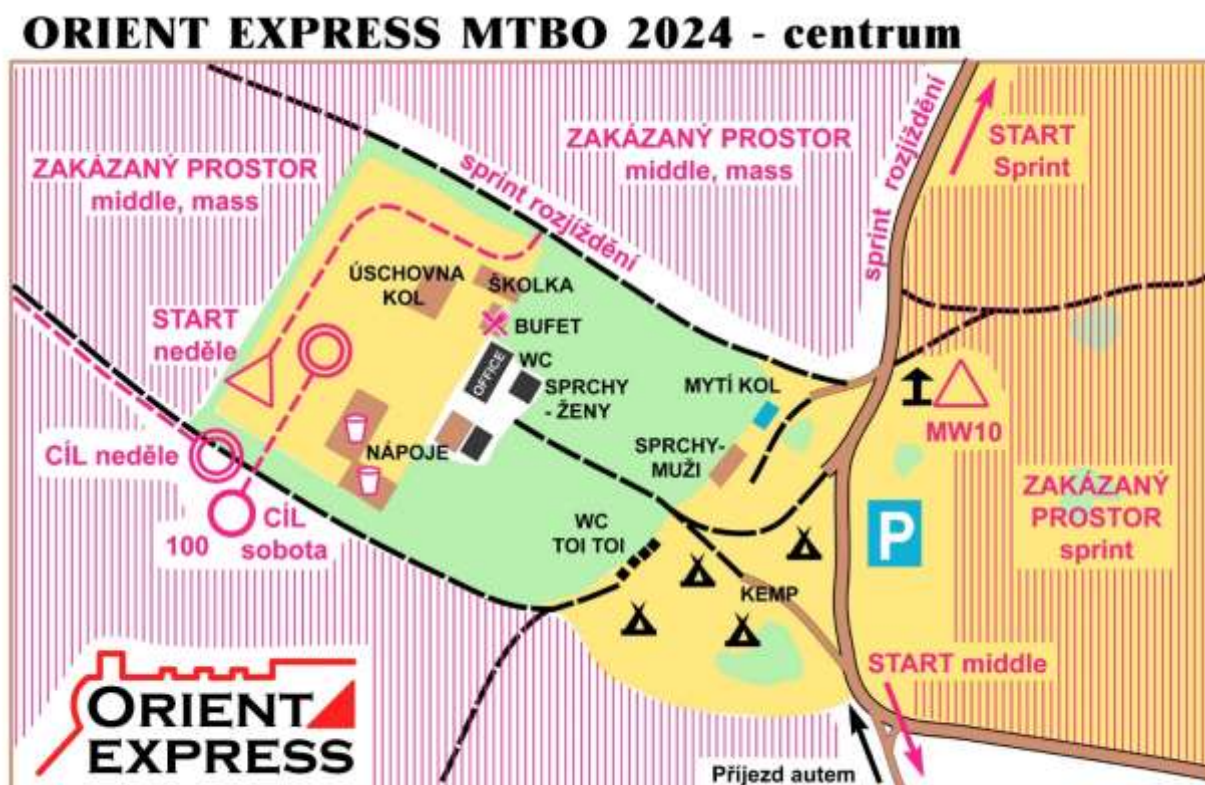 ORIENT EXPRESS MTBO 2024 - centrum
ZAKÁZANÝ PROSTOR
middle, mass
ZAKÁZANÝ PROSTOR
middle, mass
sprint rozjíždění
sprint rozjíždění
START
Sprint
ÚSCHOVNA
KOL
ŠKOLKA
BUFET
START
neděle
OFFICE
WC
SPRCHY
- ŽENY
MYTÍ KOL
MW10
CÍL neděle
NÁPOJE
SPRCHY-
MUŽI
ZAKÁZANÝ
PROSTOR
sprint
100
CÍL
sobota
WC
TOI TOI
P
KEMP
START middle
ORIENT
EXPRESS
Příjezd autem